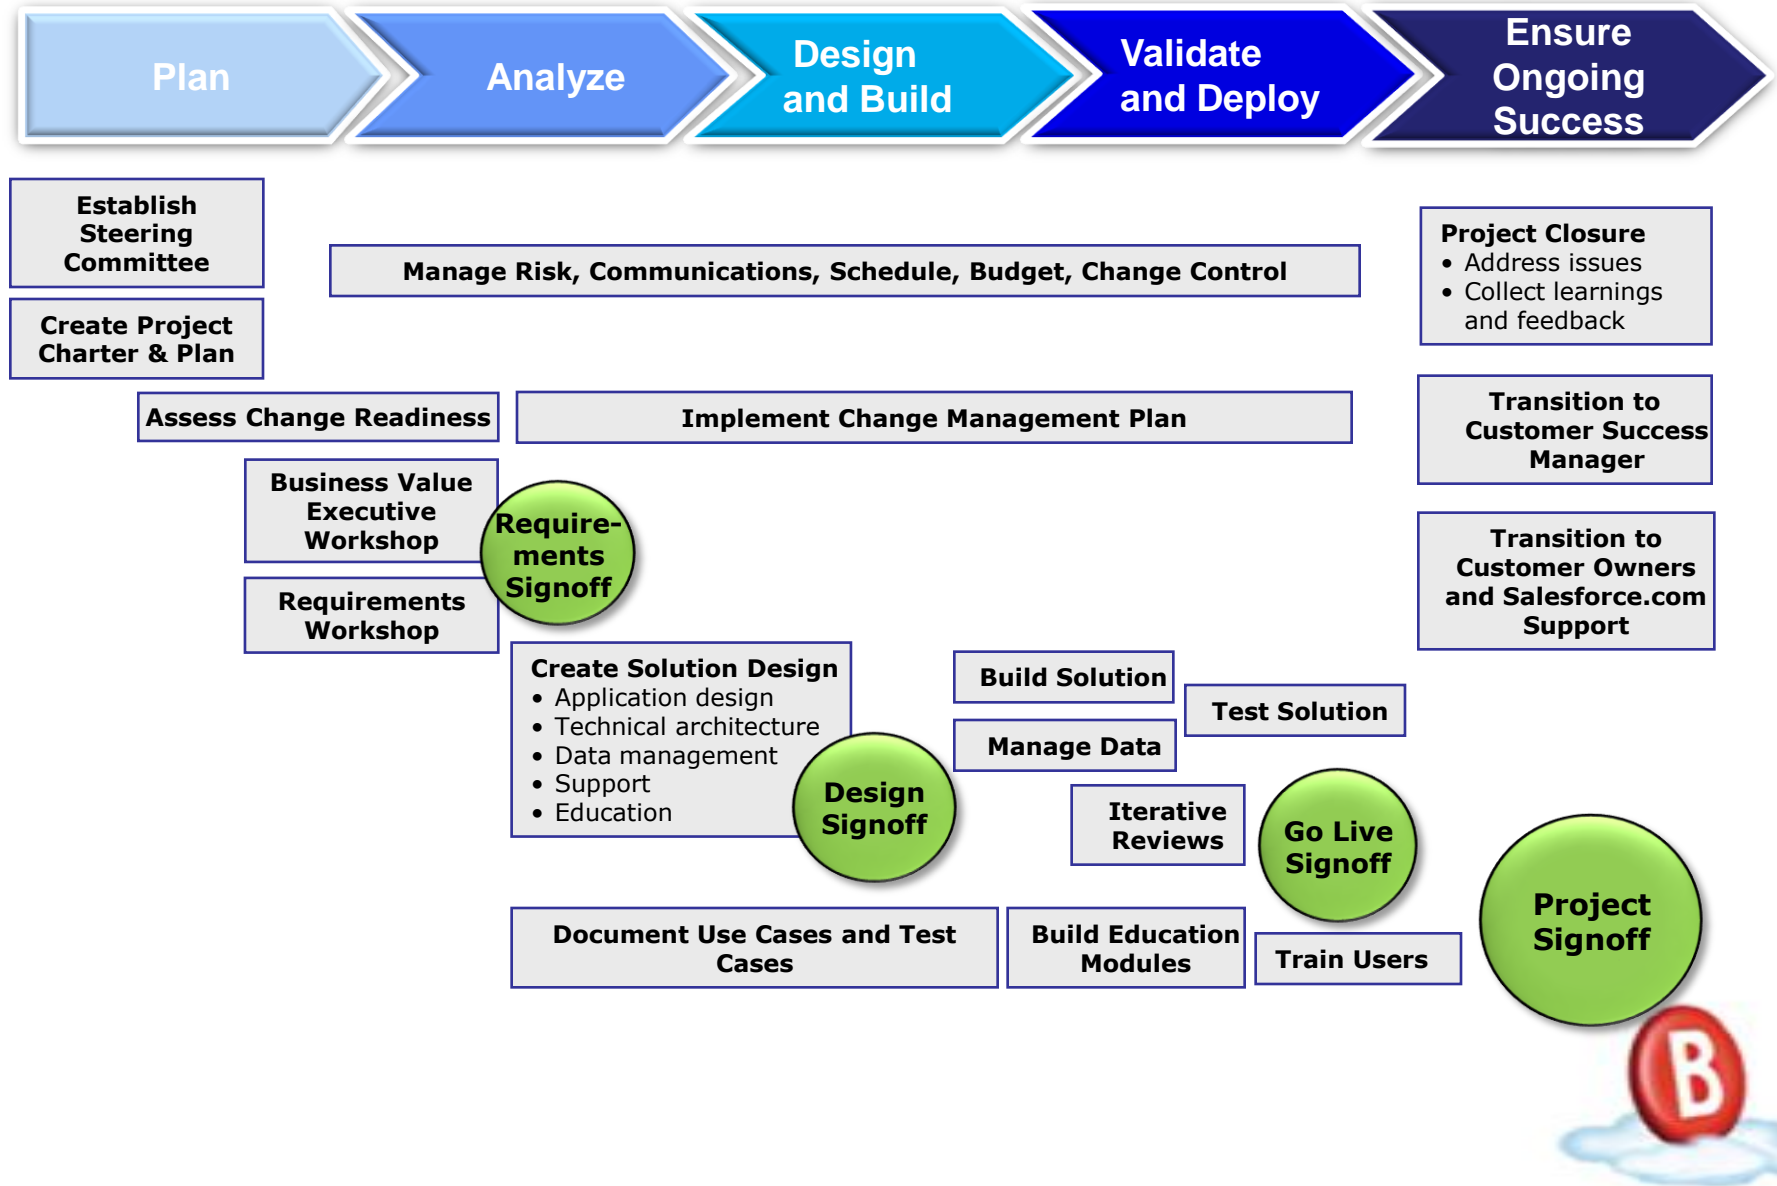 Plan
Analyze
Design
and Build
Validate
and Deploy
Ensure
Ongoing
Success
Establish
Steering
Committee
Create Project
Charter & Plan
Manage Risk, Communications, Schedule, Budget, Change Control
Project Closure
• Address issues
• Collect learnings
and feedback
Assess Change Readiness
Implement Change Management Plan
Transition to
Customer Success
Manager
Business Value
Executive
Workshop
Require-
ments
Signoff
Requirements
Workshop
Transition to
Customer Owners
and Salesforce.com
Support
Create Solution Design
• Application design
• Technical architecture
• Data management
• Support
• Education
Design
Signoff
Build Solution
Test Solution
Manage Data
Iterative
Reviews
Go Live
Signoff
Project
Signoff
Document Use Cases and Test
Cases
Build Education
Modules
Train Users
B